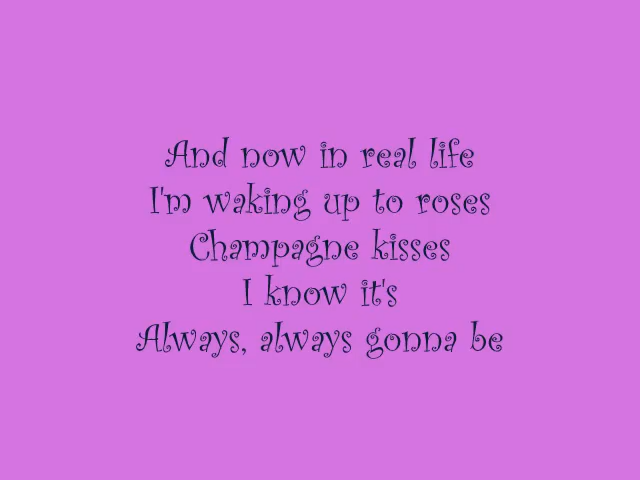 And now in real life
I'm waking up to roses
Champagne kisses
I know it's
Always, always gonna be